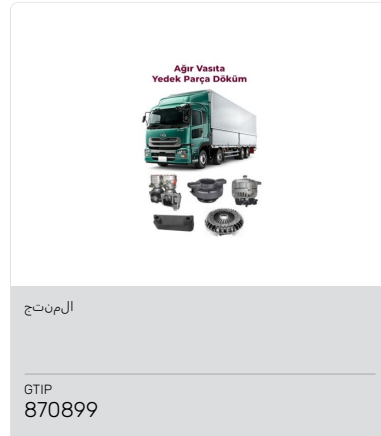 Ağır Vasıta
Yedek Parça Döküm
المنتج
GTIP
870899